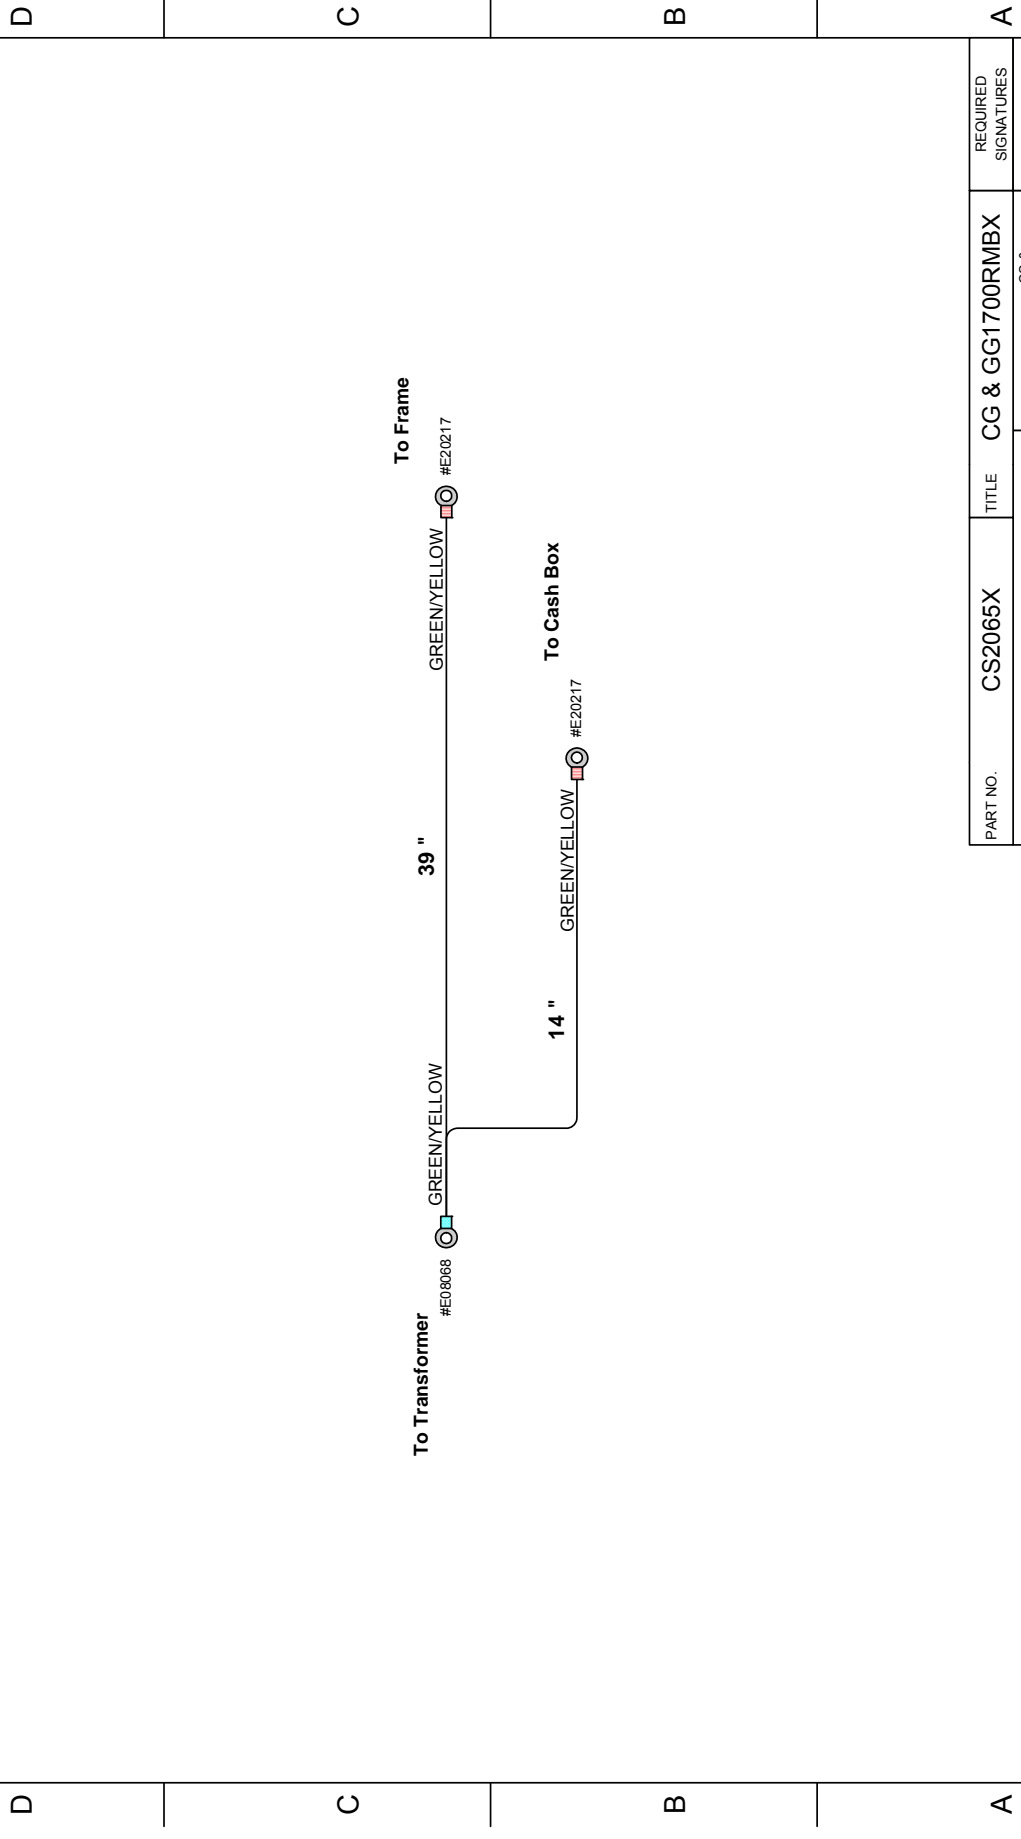 D
C
B
A
To Frame
#E20217
GREEN/YELLOW
39 "
GREEN/YELLOW
#E08068
To Transformer
To Cash Box
#E20217
GREEN/YELLOW
14 "
PART NO.
CS2065X
TITLE
CG & GG1700RMBX
REQUIRED
SIGNATURES
D
C
B
A